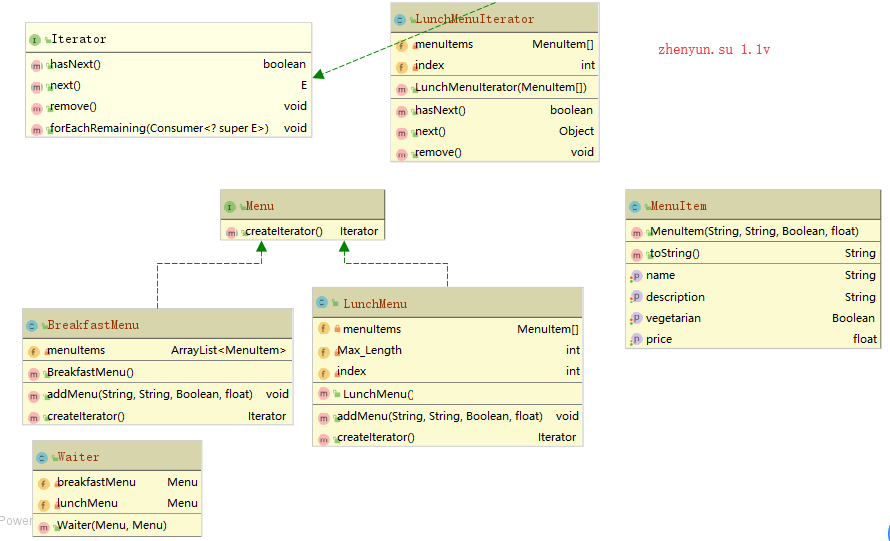 Iterator
hasNext() boolean
next() E
remove() void
forEachRemaining(Consumer<? super E>) void
LunchMenuIterator
menuItems MenuItem[]
index int
LunchMenuIterator(MenuItem[])
hasNext() boolean
next() Object
remove() void
zhenyun.su 1.1v
Menu
createIterator() Iterator
MenuItem
MenuItem(String, String, Boolean, float)
toString() String
name String
description String
vegetarian Boolean
price float
BreakfastMenu
menuItems ArrayList<MenuItem>
BreakfastMenu()
addMenu(String, String, Boolean, float) void
createIterator() Iterator
LunchMenu
menuItems MenuItem[]
Max_Length int
index int
LunchMenu()
addMenu(String, String, Boolean, float) void
createIterator() Iterator
Waiter
breakfastMenu Menu
lunchMenu Menu
Waiter(Menu, Menu)
Power